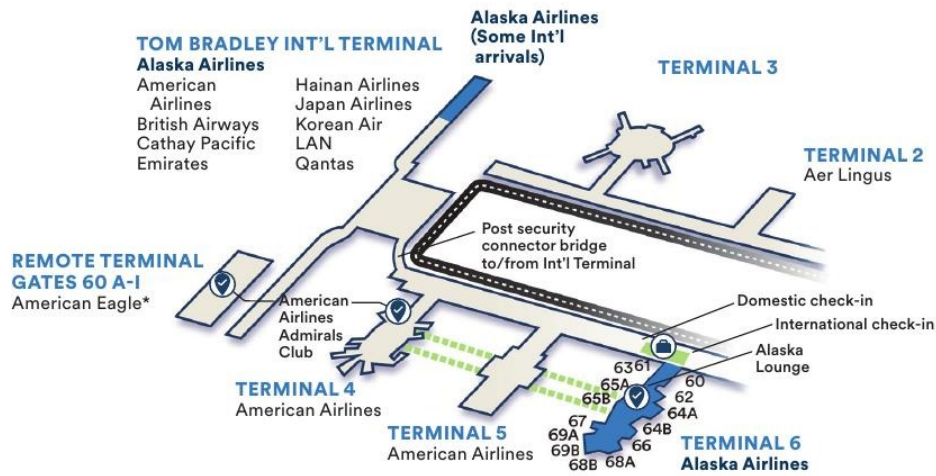 Alaska Airlines
(Some Int'l
arrivals)
TOM BRADLEY INT'L TERMINAL
Alaska Airlines
American
Airlines
British Airways
Cathay Pacific
Emirates
Hainan Airlines
Japan Airlines
Korean Air
LAN
Qantas
TERMINAL 3
TERMINAL 2
Aer Lingus
Post security
connector bridge
to/from Int'l Terminal
REMOTE TERMINAL
GATES 60 A-I
American Eagle*
American
Airlines
Admirals
Club
Domestic check-in
International check-in
Alaska
Lounge
63
61
65A
65B
60
62
64A
64B
66
67
69A
69B
68B
68A
TERMINAL 4
American Airlines
TERMINAL 5
American Airlines
TERMINAL 6
Alaska Airlines